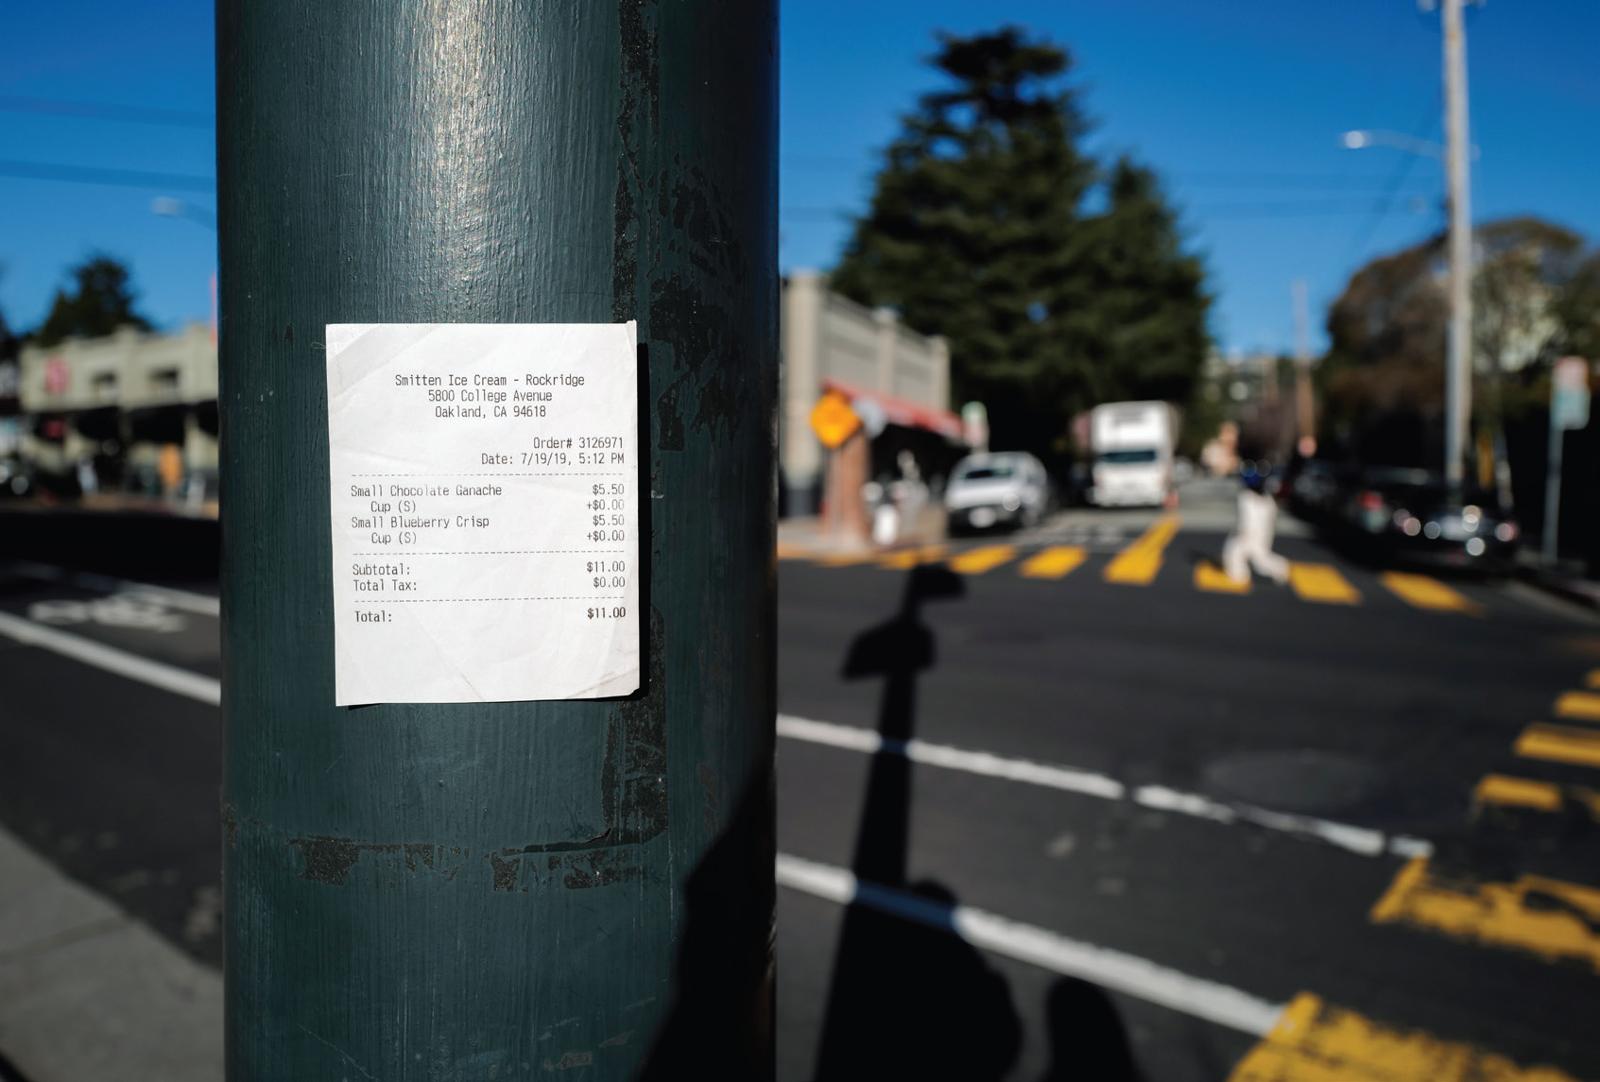 Smitten Ice Cream - Rockridge
5800 College Avenue
Oakland, CA 94618
Order# 3126971
Date: 7/19/19, 5:12 PM
Small Chocolate Ganache $5.50
Cup (S) +$0.00
Small Blueberry Crisp $5.50
Cup (S) +$0.00
Subtotal: $11.00
Total Tax: $0.00
Total: $11.00